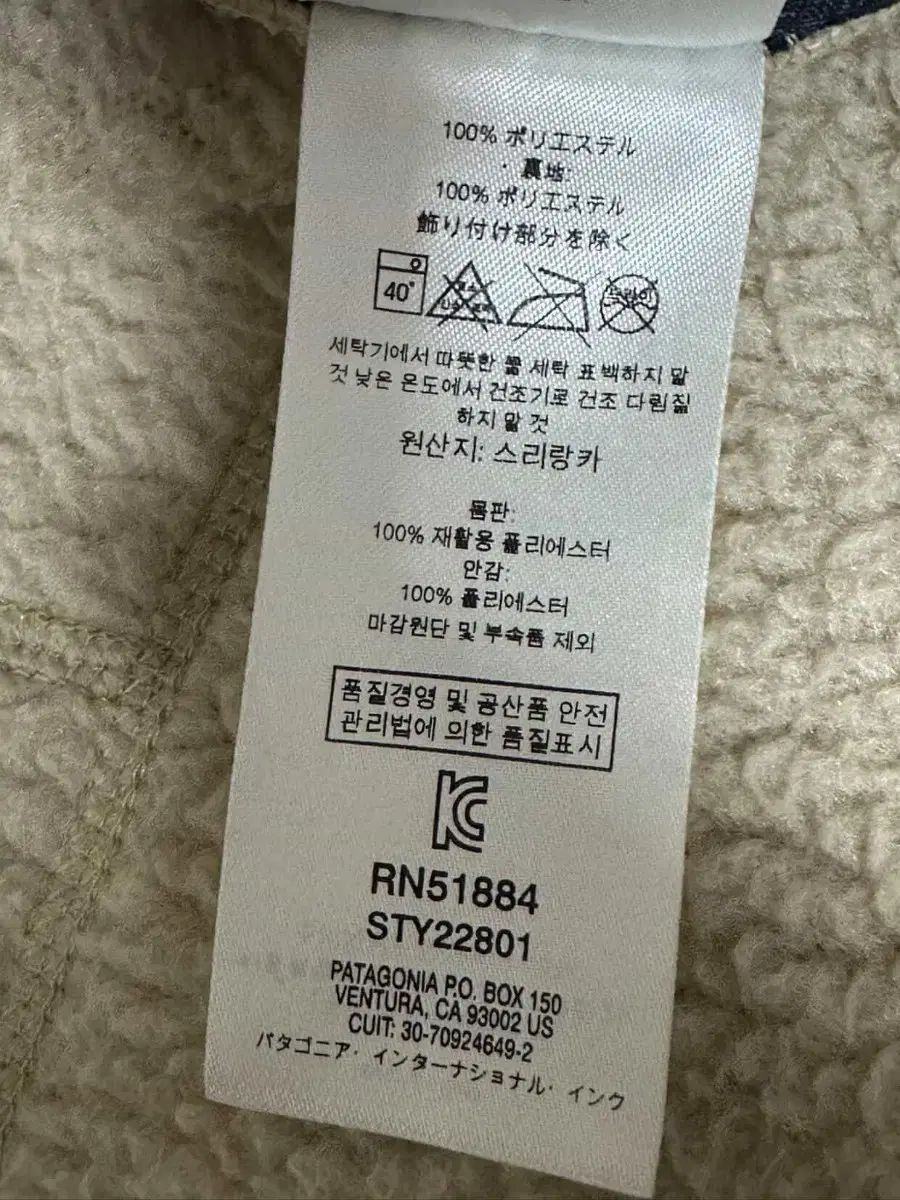 100% ポリエステル
・裏地:
100% ポリエステル
飾り付け部分を除く
40°
세탁기에서 따뜻한 물 세탁 표백하지 말
것 낮은 온도에서 건조기로 건조 다림질
하지 말 것
원산지: 스리랑카
몸판:
100% 재활용 폴리에스터
안감:
100% 폴리에스터
마감원단 및 부속품 제외
품질경영 및 공산품 안전
관리법에 의한 품질표시
RN51884
STY22801
PATAGONIA P.O. BOX 150
VENTURA, CA 93002 US
CUIT: 30-70924649-2
パタゴニア・インターナショナル・インク